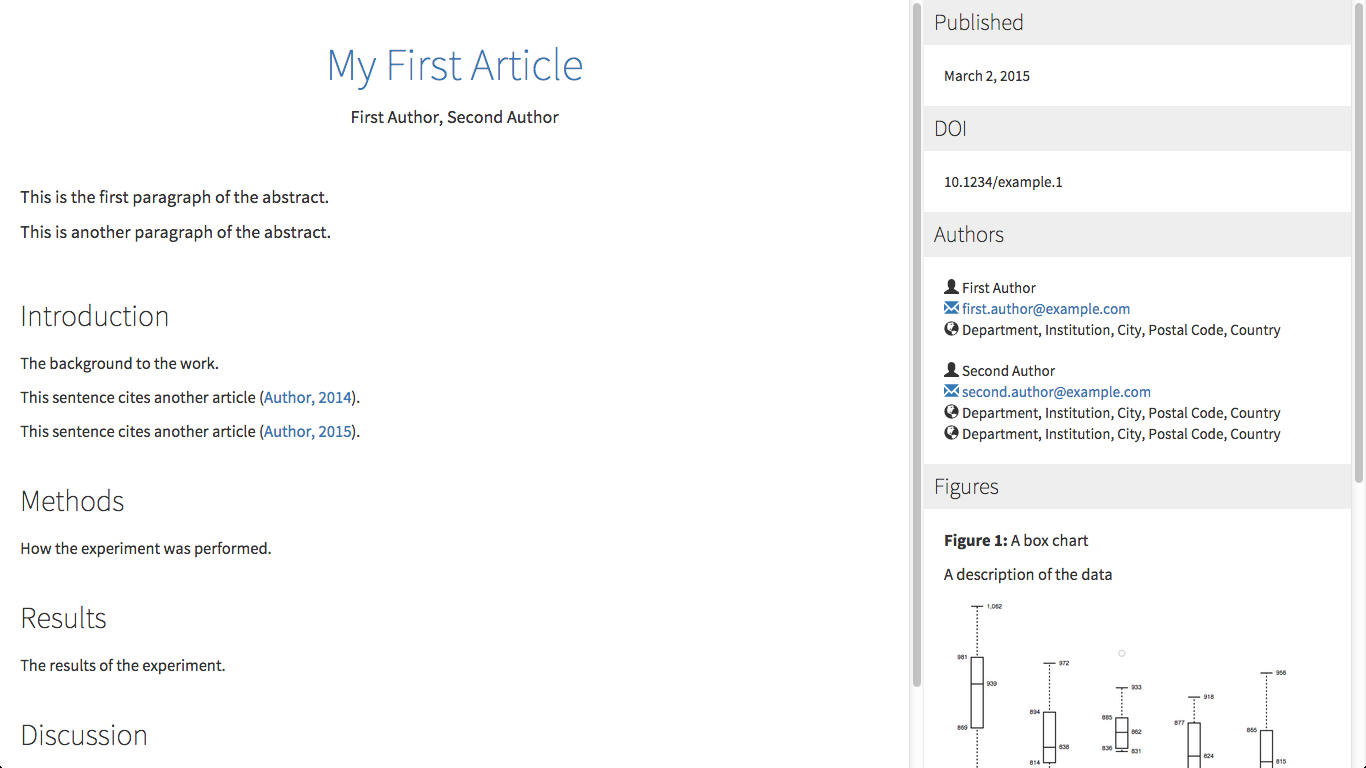 My First Article
First Author, Second Author
This is the first paragraph of the abstract.
This is another paragraph of the abstract.
Introduction
The background to the work.
This sentence cites another article (Author, 2014).
This sentence cites another article (Author, 2015).
Methods
How the experiment was performed.
Results
The results of the experiment.
Discussion
Published
March 2, 2015
DOI
10.1234/example.1
Authors
First Author
first.author@example.com
Department, Institution, City, Postal Code, Country
Second Author
second.author@example.com
Department, Institution, City, Postal Code, Country
Department, Institution, City, Postal Code, Country
Figures
Figure 1: A box chart
A description of the data
1,062
981
939
869
972
894
838
814
933
885
862
836
831
918
877
824
956
865
815